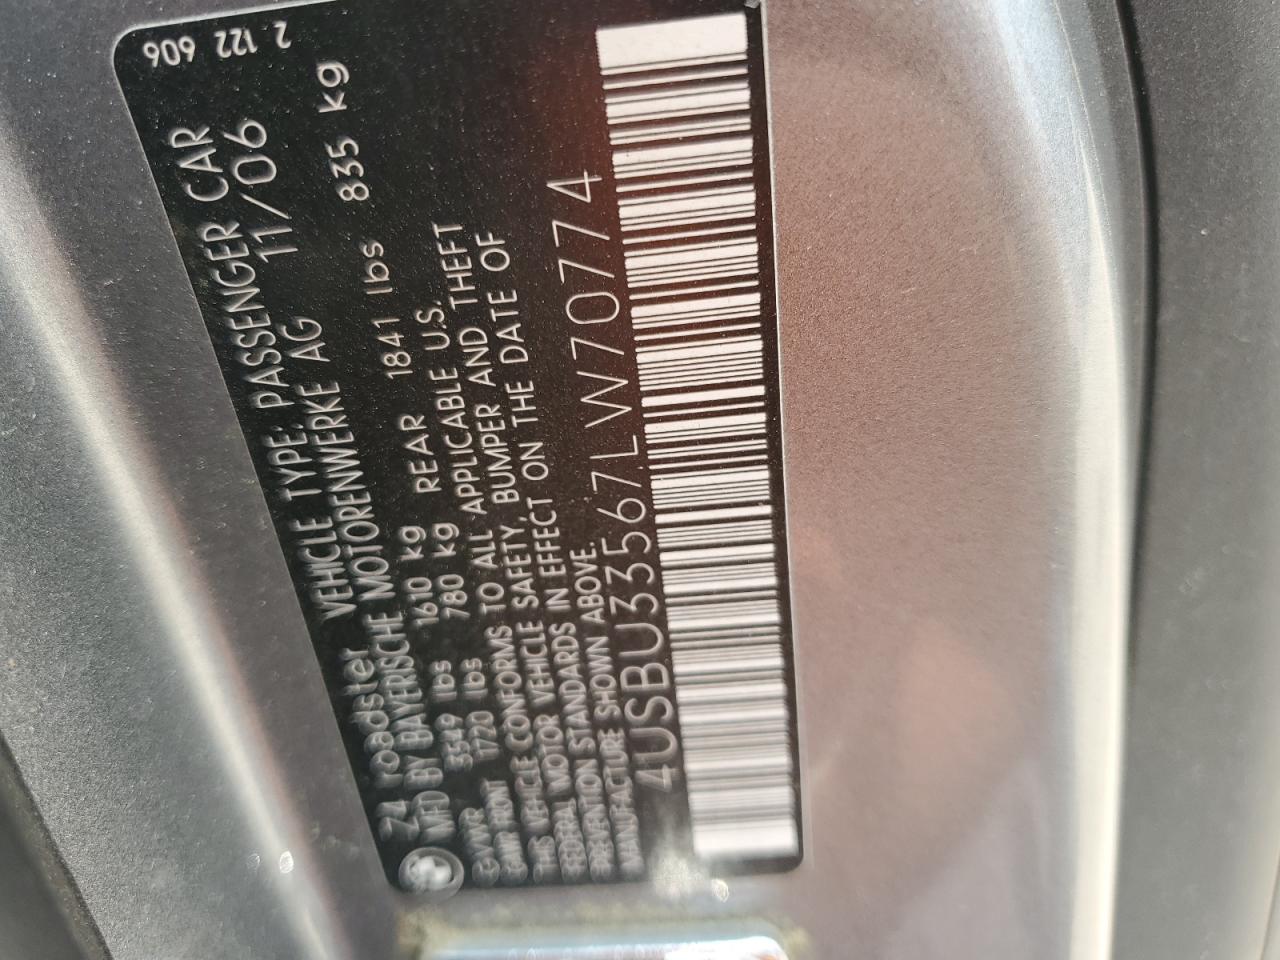 Z4 roadster VEHICLE TYPE: PASSENGER CAR
MFD BY BAYERISCHE MOTORENWERKE AG 11/06
GVWR 3549 lbs 1610 kg
GAWR FRONT 1720 lbs 780 kg REAR 1841 lbs 835 kg
THIS VEHICLE CONFORMS TO ALL APPLICABLE U.S.
FEDERAL MOTOR VEHICLE SAFETY, BUMPER AND THEFT
PREVENTION STANDARDS IN EFFECT ON THE DATE OF
MANUFACTURE SHOWN ABOVE.
4USBU33567LW70774
2 122 606